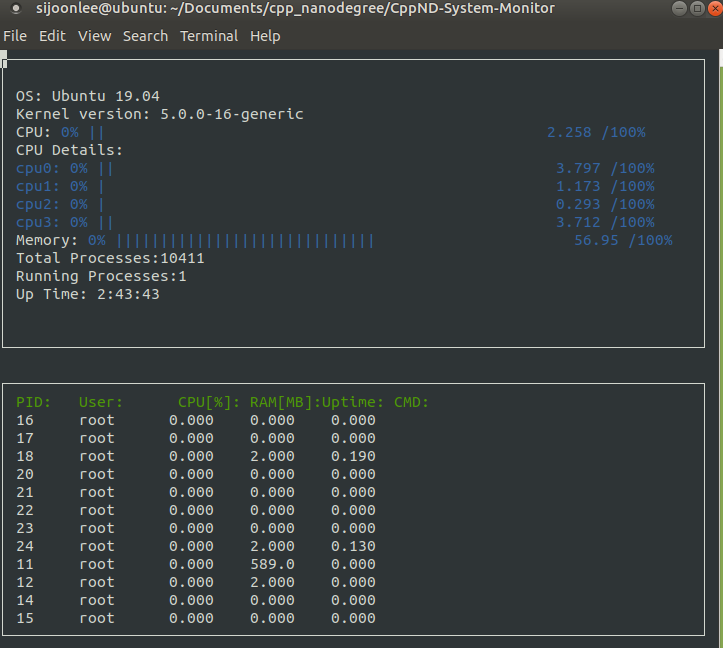 sijoonlee@ubuntu: ~/Documents/cpp_nanodegree/CppND-System-Monitor
File Edit View Search Terminal Help
OS: Ubuntu 19.04
Kernel version: 5.0.0-16-generic
CPU: 0% || 2.258 /100%
CPU Details:
cpu0: 0% || 3.797 /100%
cpu1: 0% | 1.173 /100%
cpu2: 0% | 0.293 /100%
cpu3: 0% || 3.712 /100%
Memory: 0% ||||||||||||||||||||||||||||| 56.95 /100%
Total Processes:10411
Running Processes:1
Up Time: 2:43:43
PID: User: CPU[%]: RAM[MB]:Uptime: CMD:
16 root 0.000 0.000 0.000
17 root 0.000 0.000 0.000
18 root 0.000 2.000 0.190
20 root 0.000 0.000 0.000
21 root 0.000 0.000 0.000
22 root 0.000 0.000 0.000
23 root 0.000 0.000 0.000
24 root 0.000 2.000 0.130
11 root 0.000 589.0 0.000
12 root 0.000 2.000 0.000
14 root 0.000 0.000 0.000
15 root 0.000 0.000 0.000